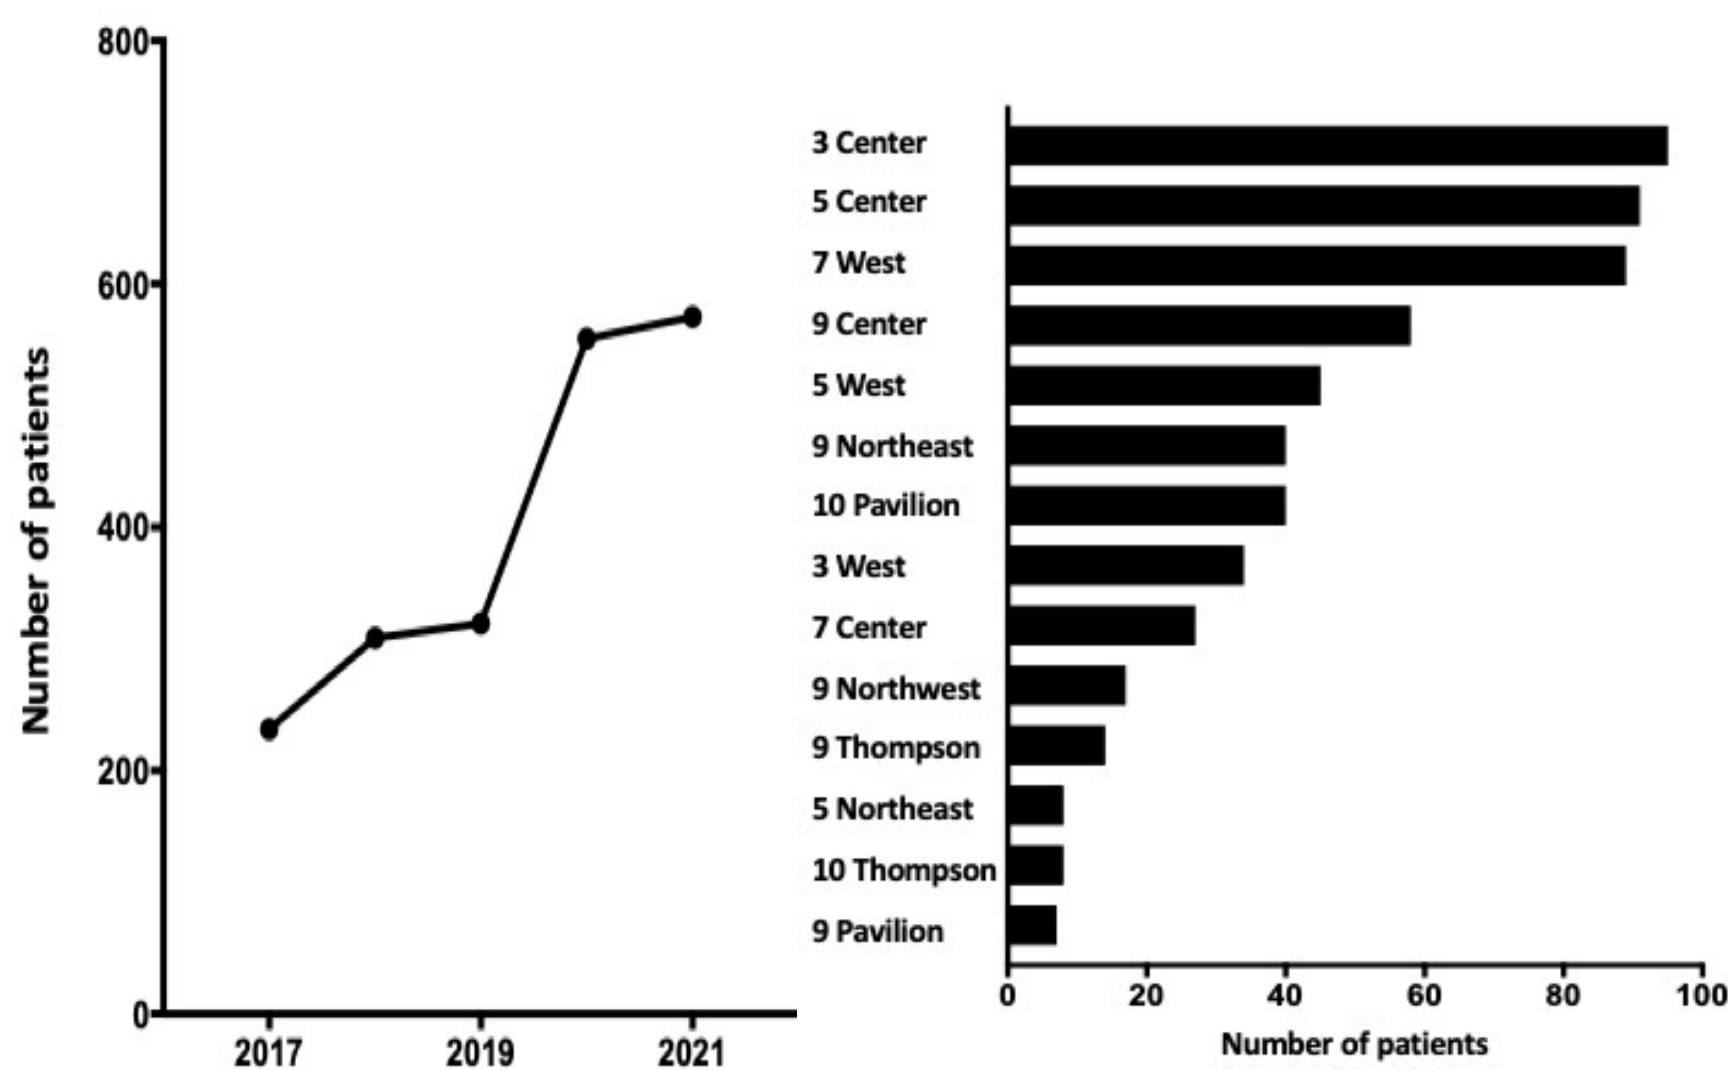 Number of patients
800
600
400
200
0
2017 2019 2021
3 Center
5 Center
7 West
9 Center
5 West
9 Northeast
10 Pavilion
3 West
7 Center
9 Northwest
9 Thompson
5 Northeast
10 Thompson
9 Pavilion
0 20 40 60 80 100
Number of patients